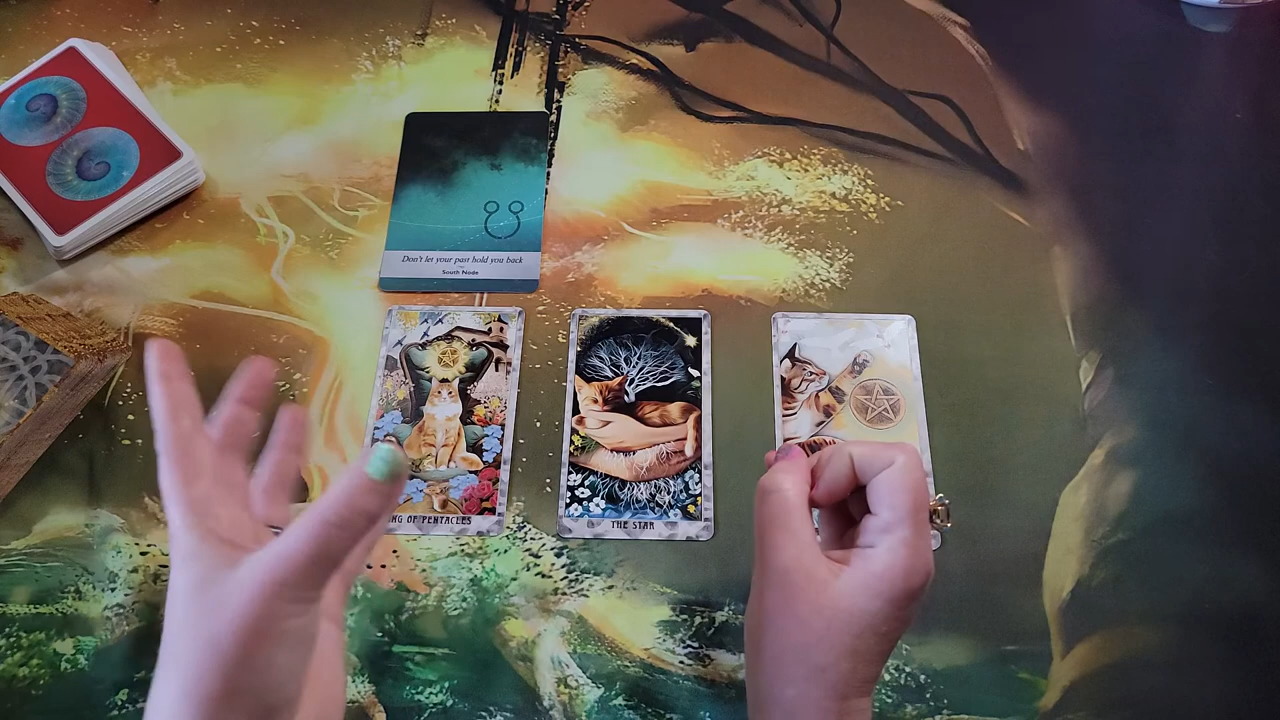 Don't let your past hold you back
South Node
NG OF PENTACLES
THE STAR